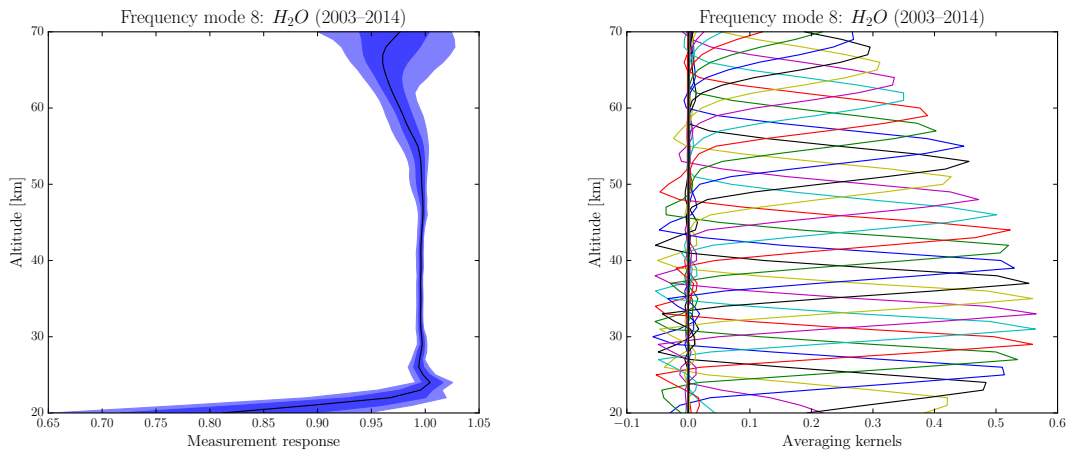 Frequency mode 8: H₂O (2003–2014)
70
60
50
40
30
20
Altitude [km]
0.65 0.70 0.75 0.80 0.85 0.90 0.95 1.00 1.05
Measurement response
Frequency mode 8: H₂O (2003–2014)
70
60
50
40
30
20
Altitude [km]
−0.1 0.0 0.1 0.2 0.3 0.4 0.5 0.6
Averaging kernels